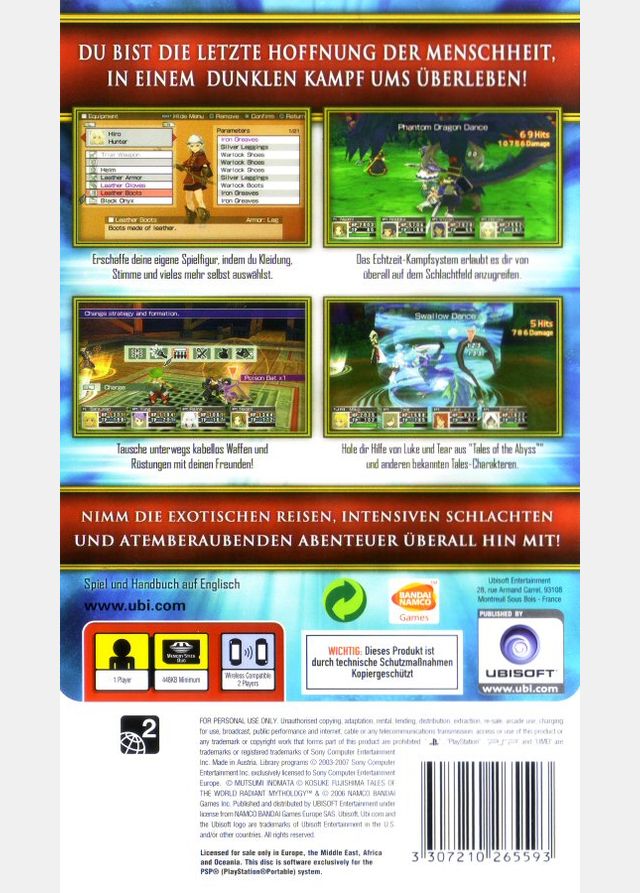 DU BIST DIE LETZTE HOFFNUNG DER MENSCHHEIT,
IN EINEM DUNKLEN KAMPF UMS ÜBERLEBEN!
Equipment Hide Menu Remove Confirm Return
Hiro
Hunter
Parameters 1/21
True Weapon
Helm
Leather Armor
Leather Gloves
Leather Boots
Black Onyx
Iron Greaves
Silver Leggings
Warlock Shoes
Warlock Shoes
Warlock Shoes
Warlock Boots
Iron Greaves
Iron Greaves
Leather Boots Armor: Leg
Boots made of leather.
Phantom Dragon Dance
69 Hits
10786 Damage
Erschaffe deine eigene Spielfigur, indem du Kleidung,
Stimme und vieles mehr selbst auswählst.
Das Echtzeit-Kampfsystem erlaubt es dir von
überall auf dem Schlachtfeld anzugreifen.
Change strategy and formation.
Poison Bat x1
Change
Swallow Dance
5 Hits
786 Damage
Tausche unterwegs kabellos Waffen und
Rüstungen mit deinen Freunden!
Hole dir Hilfe von Luke und Tear aus "Tales of the Abyss™"
und anderen bekannten Tales-Charakteren.
NIMM DIE EXOTISCHEN REISEN, INTENSIVEN SCHLACHTEN
UND ATEMBERAUBENDEN ABENTEUER ÜBERALL HIN MIT!
Spiel und Handbuch auf Englisch
www.ubi.com
BANDAI
NAMCO
Games
Ubisoft Entertainment
28, rue Armand Carrel, 93108
Montreuil Sous Bois - France
PUBLISHED BY
UBISOFT
www.ubi.com
1 Player
MEMORY STICK
DUO
448KB Minimum
Wireless Compatible
2 Players
WICHTIG: Dieses Produkt ist
durch technische Schutzmaßnahmen
Kopiergeschützt
2
FOR PERSONAL USE ONLY. Unauthorised copying, adaptation, rental, lending, distribution, extraction, re-sale, arcade use, charging
for use, broadcast, public performance and internet, cable or any telecommunications transmission, access or use of this product or
any trademark or copyright work that forms part of this product are prohibited. "PlayStation", PSP and UMD are
trademarks or registered trademarks of Sony Computer Entertainment
Inc. Made in Austria. Library programs © 2003-2007 Sony Computer
Entertainment Inc. exclusively licensed to Sony Computer Entertainment
Europe. © MUTSUMI INOMATA © KOSUKE FUJISHIMA TALES OF
THE WORLD RADIANT MYTHOLOGY™ & © 2006 NAMCO BANDAI
Games Inc. Published and distributed by UBISOFT Entertainment under
license from NAMCO BANDAI Games Europe SAS. Ubisoft, Ubi.com and
the Ubisoft logo are trademarks of Ubisoft Entertainment in the U.S.
and/or other countries. All rights reserved.
Licensed for sale only in Europe, the Middle East, Africa
and Oceania. This disc is software exclusively for the
PSP® (PlayStation®Portable) system.
3 307210 265593